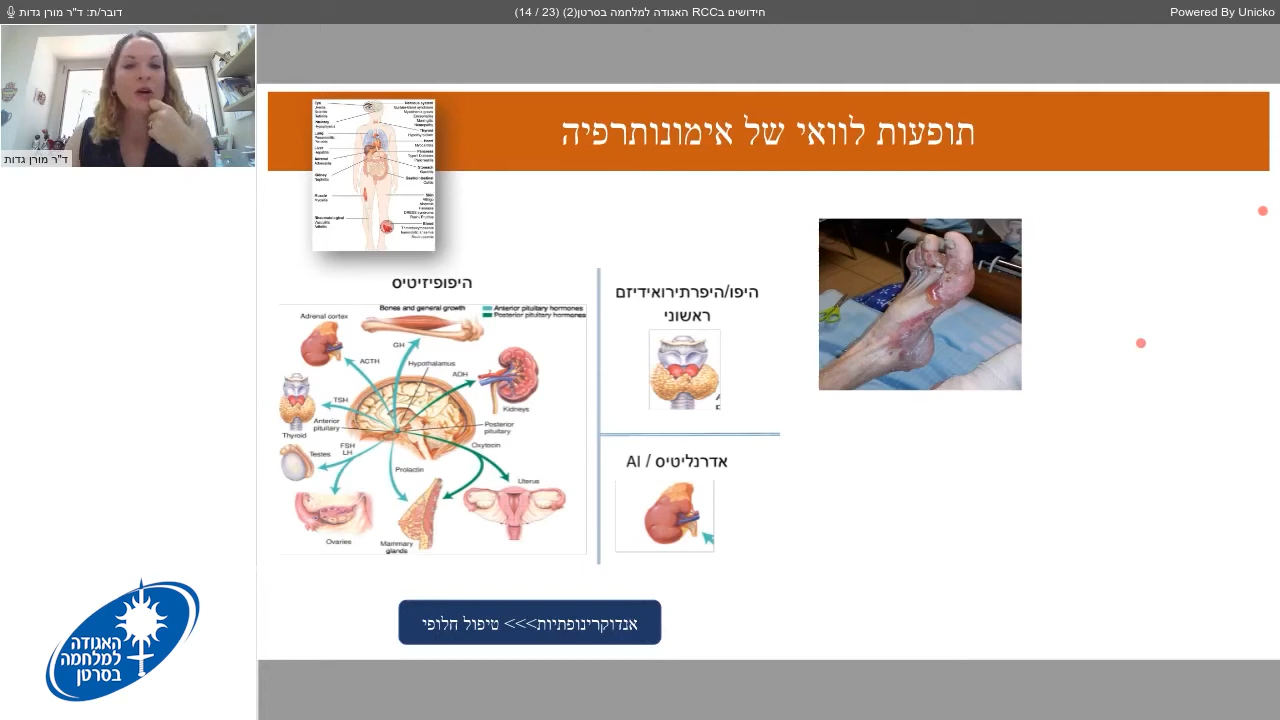 דובר/ת: ד"ר מורן גדות
חידושים בRCC האגודה למלחמה בסרטן(2) (23 / 14)
Powered By Unicko
ד"ר מורן גדות
תופעות לוואי של אימונותרפיה
היפופיזיטיס
Bones and general growth
Anterior pituitary hormones
Posterior pituitary hormones
Adrenal cortex
GH
ACTH
Hypothalamus
ADH
Kidneys
TSH
Anterior
pituitary
Posterior
pituitary
Thyroid
FSH
LH
Oxytocin
Testes
Prolactin
Uterus
Ovaries
Mammary
glands
היפו/היפרתירואידיזם
ראשוני
אדרנליטיס / AI
אנדוקרינופתיות>>> טיפול חלופי
האגודה
למלחמה
בסרטן